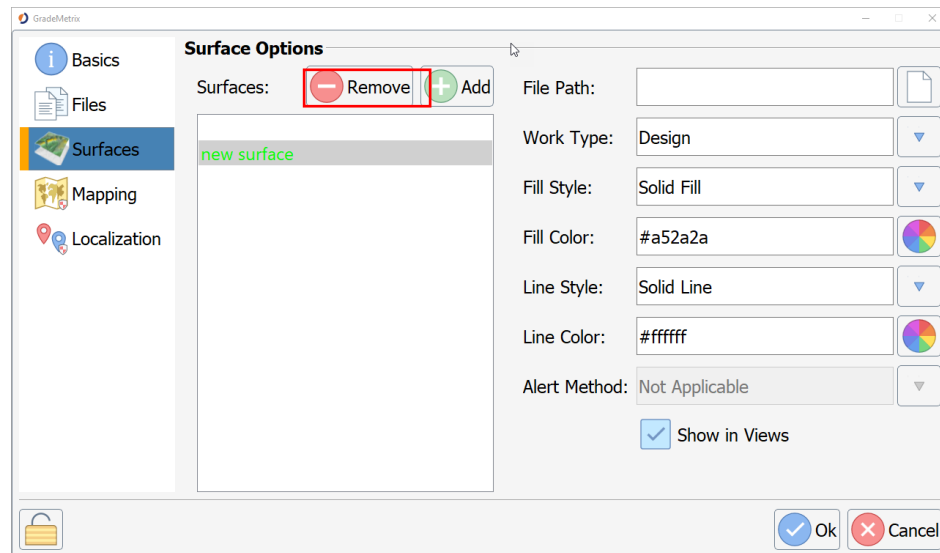 GradeMetrix
Basics
Files
Surfaces
Mapping
Localization
Surface Options
Surfaces:
Remove
Add
new surface
File Path:
Work Type:
Design
Fill Style:
Solid Fill
Fill Color:
#a52a2a
Line Style:
Solid Line
Line Color:
#ffffff
Alert Method:
Not Applicable
Show in Views
Ok
Cancel